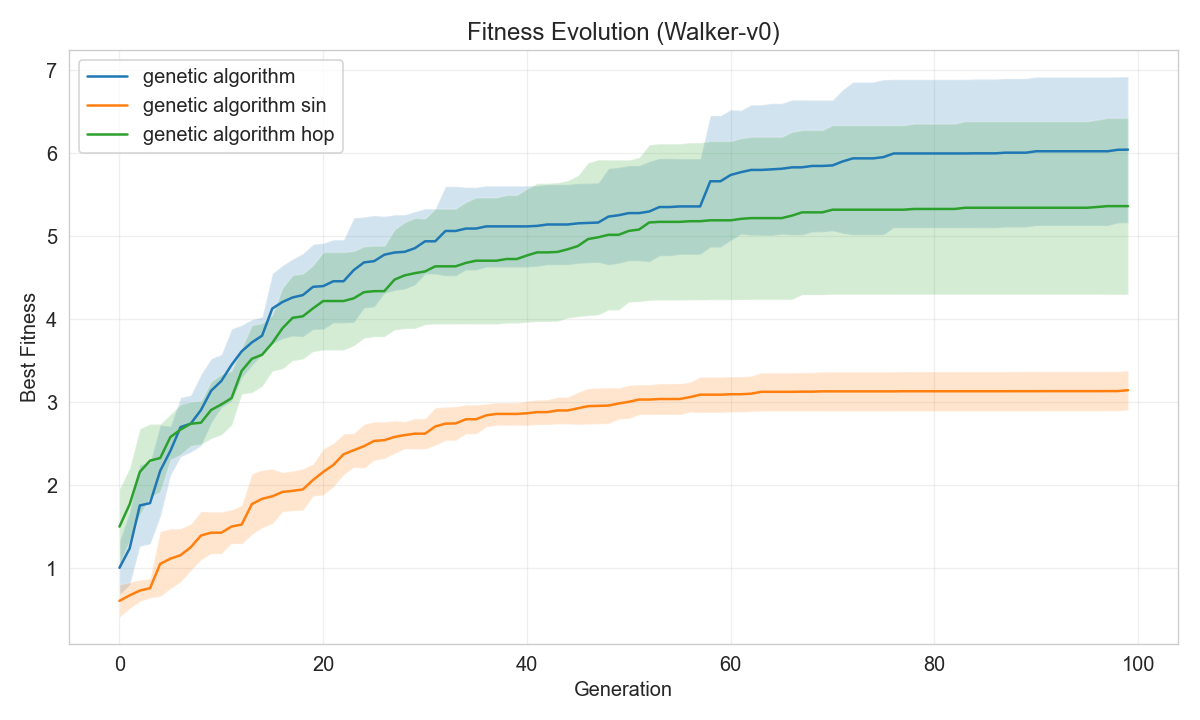 Fitness Evolution (Walker-v0)
genetic algorithm
genetic algorithm sin
genetic algorithm hop
Best Fitness
7
6
5
4
3
2
1
0
20
40
60
80
100
Generation